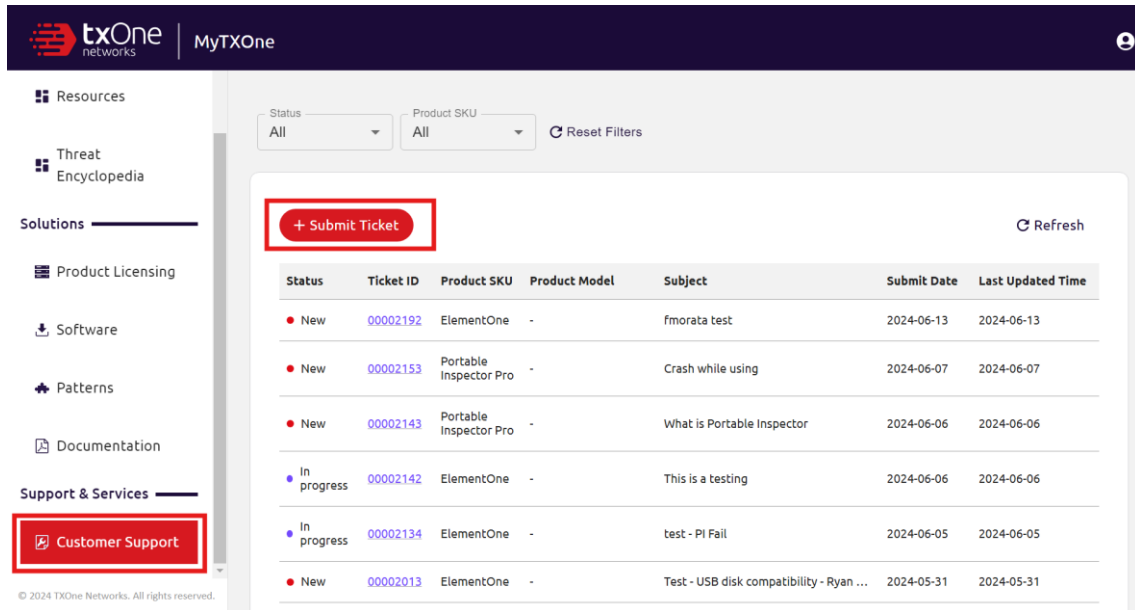 txOne
networks
MyTXOne
Resources
Threat
Encyclopedia
Solutions
Product Licensing
Software
Patterns
Documentation
Support & Services
Customer Support
© 2024 TXOne Networks. All rights reserved.
Status
All
Product SKU
All
Reset Filters
+ Submit Ticket
Refresh
Status Ticket ID Product SKU Product Model Subject Submit Date Last Updated Time
New 00002192 ElementOne - fmorata test 2024-06-13 2024-06-13
New 00002153 Portable Inspector Pro - Crash while using 2024-06-07 2024-06-07
New 00002143 Portable Inspector Pro - What is Portable Inspector 2024-06-06 2024-06-06
In progress 00002142 ElementOne - This is a testing 2024-06-06 2024-06-06
In progress 00002134 ElementOne - test - PI Fail 2024-06-05 2024-06-05
New 00002013 ElementOne - Test - USB disk compatibility - Ryan ... 2024-05-31 2024-05-31